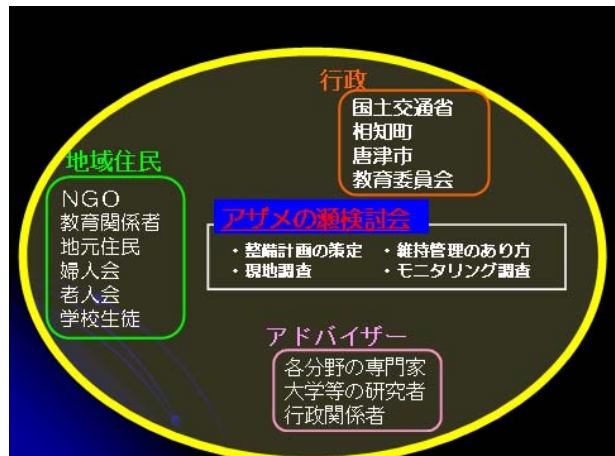 行政
国土交通省
相知町
唐津市
教育委員会
地域住民
NGO
教育関係者
地元住民
婦人会
老人会
学校生徒
アザメの瀬検討会
・整備計画の策定 ・維持管理のあり方
・現地調査 ・モニタリング調査
アドバイザー
各分野の専門家
大学等の研究者
行政関係者